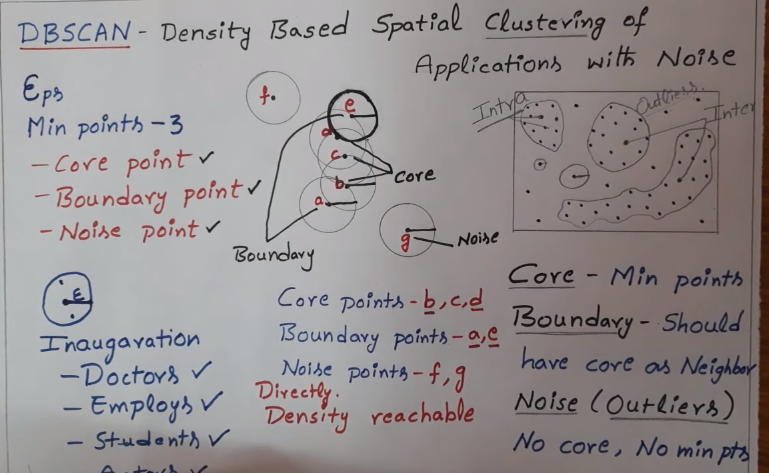 DBSCAN - Density Based Spatial Clustering of
Applications with Noise
Eps
Min points - 3
- Core point ✓
- Boundary point ✓
- Noise point ✓
f.
e
d
c
b
a
Core
Boundary
g
Noise
Intra
Outliers.
Inter
ε
Inaugaration
- Doctors ✓
- Employs ✓
- Students ✓
Core points - b, c, d
Boundary points - a, e
Noise points - f, g
Directly.
Density reachable
Core - Min points
Boundary - Should
have core as Neighbor
Noise (Outliers)
No core, No min pts